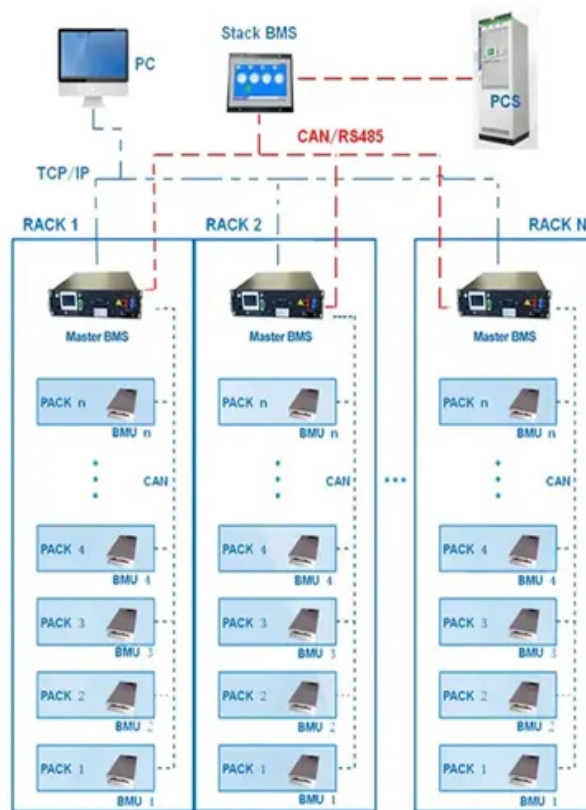 PC
Stack BMS
PCS
CAN/RS485
TCP/IP
RACK 1
RACK 2
RACK N
Master BMS
Master BMS
Master BMS
PACK n
BMU n
PACK n
BMU n
PACK n
BMU n
CAN
CAN
CAN
PACK 4
BMU 4
PACK 4
BMU 4
PACK 4
BMU 4
PACK 3
BMU 3
PACK 3
BMU 3
PACK 3
BMU 3
PACK 2
BMU 2
PACK 2
BMU 2
PACK 2
BMU 2
PACK 1
BMU 1
PACK 1
BMU 1
PACK 1
BMU 1